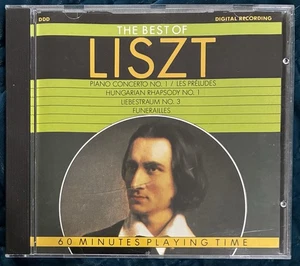 DDD
DIGITAL RECORDING
THE BEST OF
LISZT
PIANO CONCERTO NO. 1 / LES PRÉLUDES
HUNGARIAN RHAPSODY NO. 1
LIEBESTRAUM NO. 3
FUNERAILLES
60 MINUTES PLAYING TIME